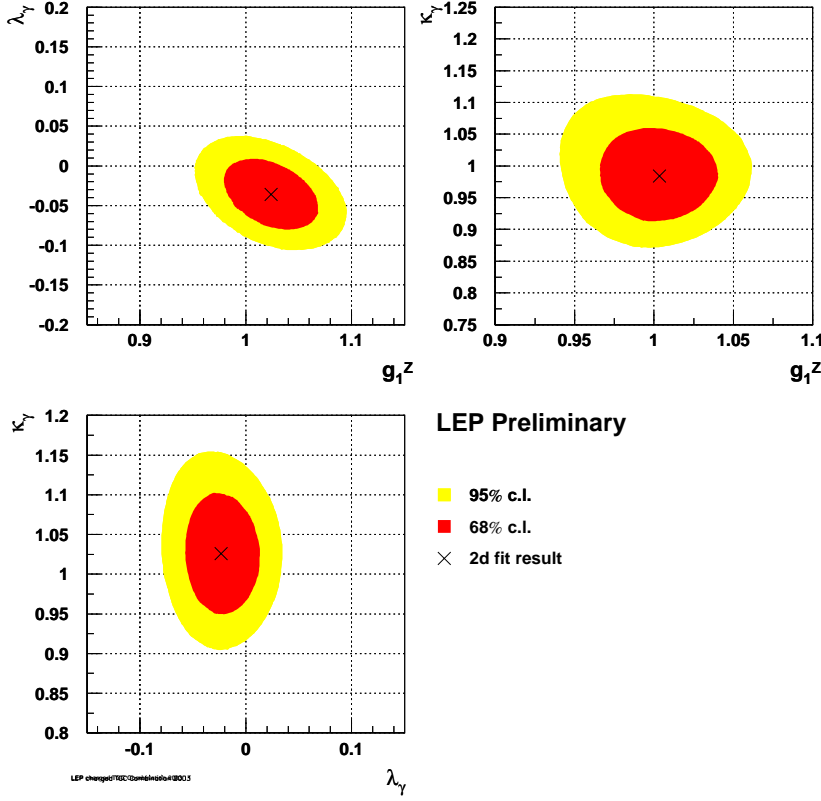 λγ
0.2
0.15
0.1
0.05
0
-0.05
-0.1
-0.15
-0.2
0.9 1 1.1
g₁ᶻ
κγ
1.25
1.2
1.15
1.1
1.05
1
0.95
0.9
0.85
0.8
0.75
0.9 0.95 1 1.05 1.1
g₁ᶻ
κγ
1.2
1.15
1.1
1.05
1
0.95
0.9
0.85
0.8
-0.1 0 0.1
λγ
LEP Preliminary
95% c.l.
68% c.l.
2d fit result
LEP charged TGC Combination